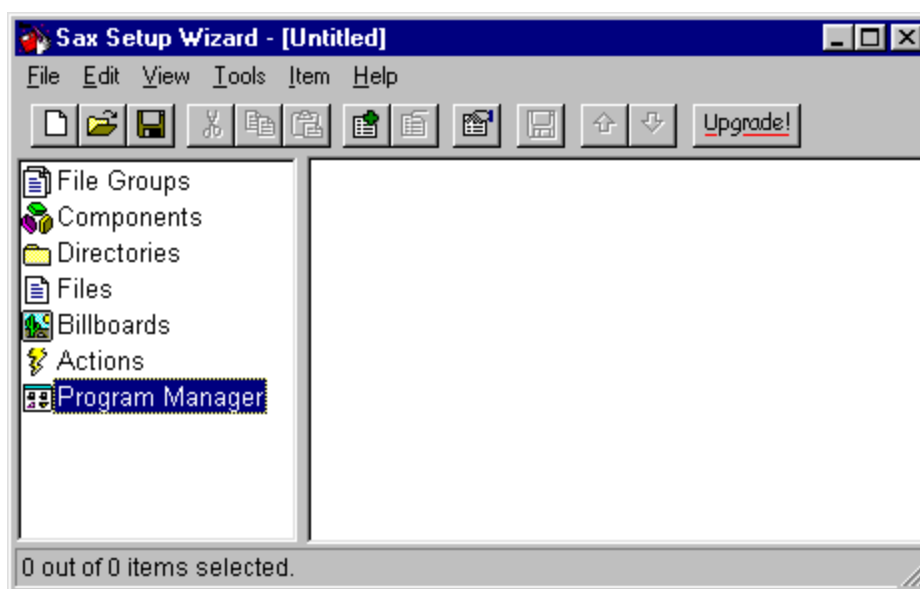 Sax Setup Wizard - [Untitled]
File Edit View Tools Item Help
Upgrade!
File Groups
Components
Directories
Files
Billboards
Actions
Program Manager
0 out of 0 items selected.